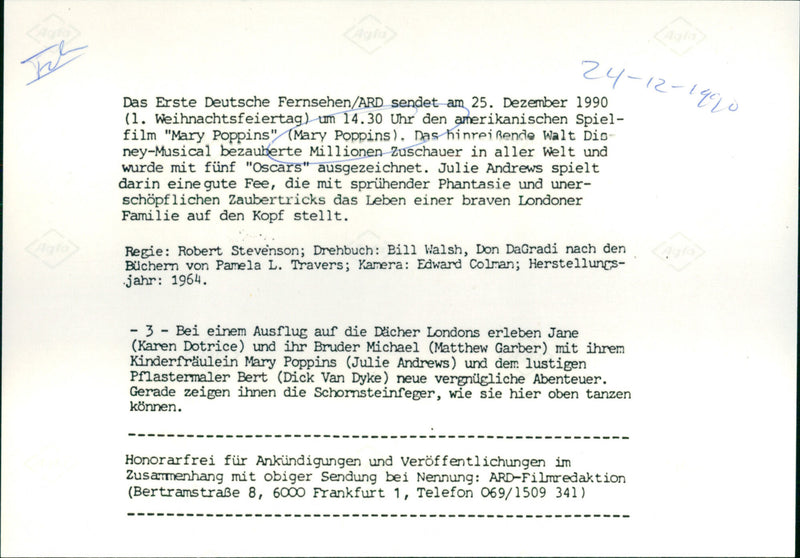 Agfa Agfa Agfa
24-12-1990
Das Erste Deutsche Fernsehen/ARD sendet am 25. Dezember 1990
(1. Weihnachtsfeiertag) um 14.30 Uhr den amerikanischen Spiel-
film "Mary Poppins" (Mary Poppins). Das hinreißende Walt Dis-
ney-Musical bezauberte Millionen Zuschauer in aller Welt und
wurde mit fünf "Oscars" ausgezeichnet. Julie Andrews spielt
darin eine gute Fee, die mit sprühender Phantasie und uner-
schöpflichen Zaubertricks das Leben einer braven Londoner
Familie auf den Kopf stellt.
Agfa Agfa
Regie: Robert Stevenson; Drehbuch: Bill Walsh, Don DaGradi nach den
Büchern von Pamela L. Travers; Kamera: Edward Colman; Herstellungs-
jahr: 1964.
- 3 - Bei einem Ausflug auf die Dächer Londons erleben Jane
(Karen Dotrice) und ihr Bruder Michael (Matthew Garber) mit ihrem
Kinderfräulein Mary Poppins (Julie Andrews) und dem lustigen
Pflastermaler Bert (Dick Van Dyke) neue vergnügliche Abenteuer.
Gerade zeigen ihnen die Schornsteinfeger, wie sie hier oben tanzen
können.
Honorarfrei für Ankündigungen und Veröffentlichungen im
Zusammenhang mit obiger Sendung bei Nennung: ARD-Filmredaktion
(Bertramstraße 8, 6000 Frankfurt 1, Telefon 069/1509 341)